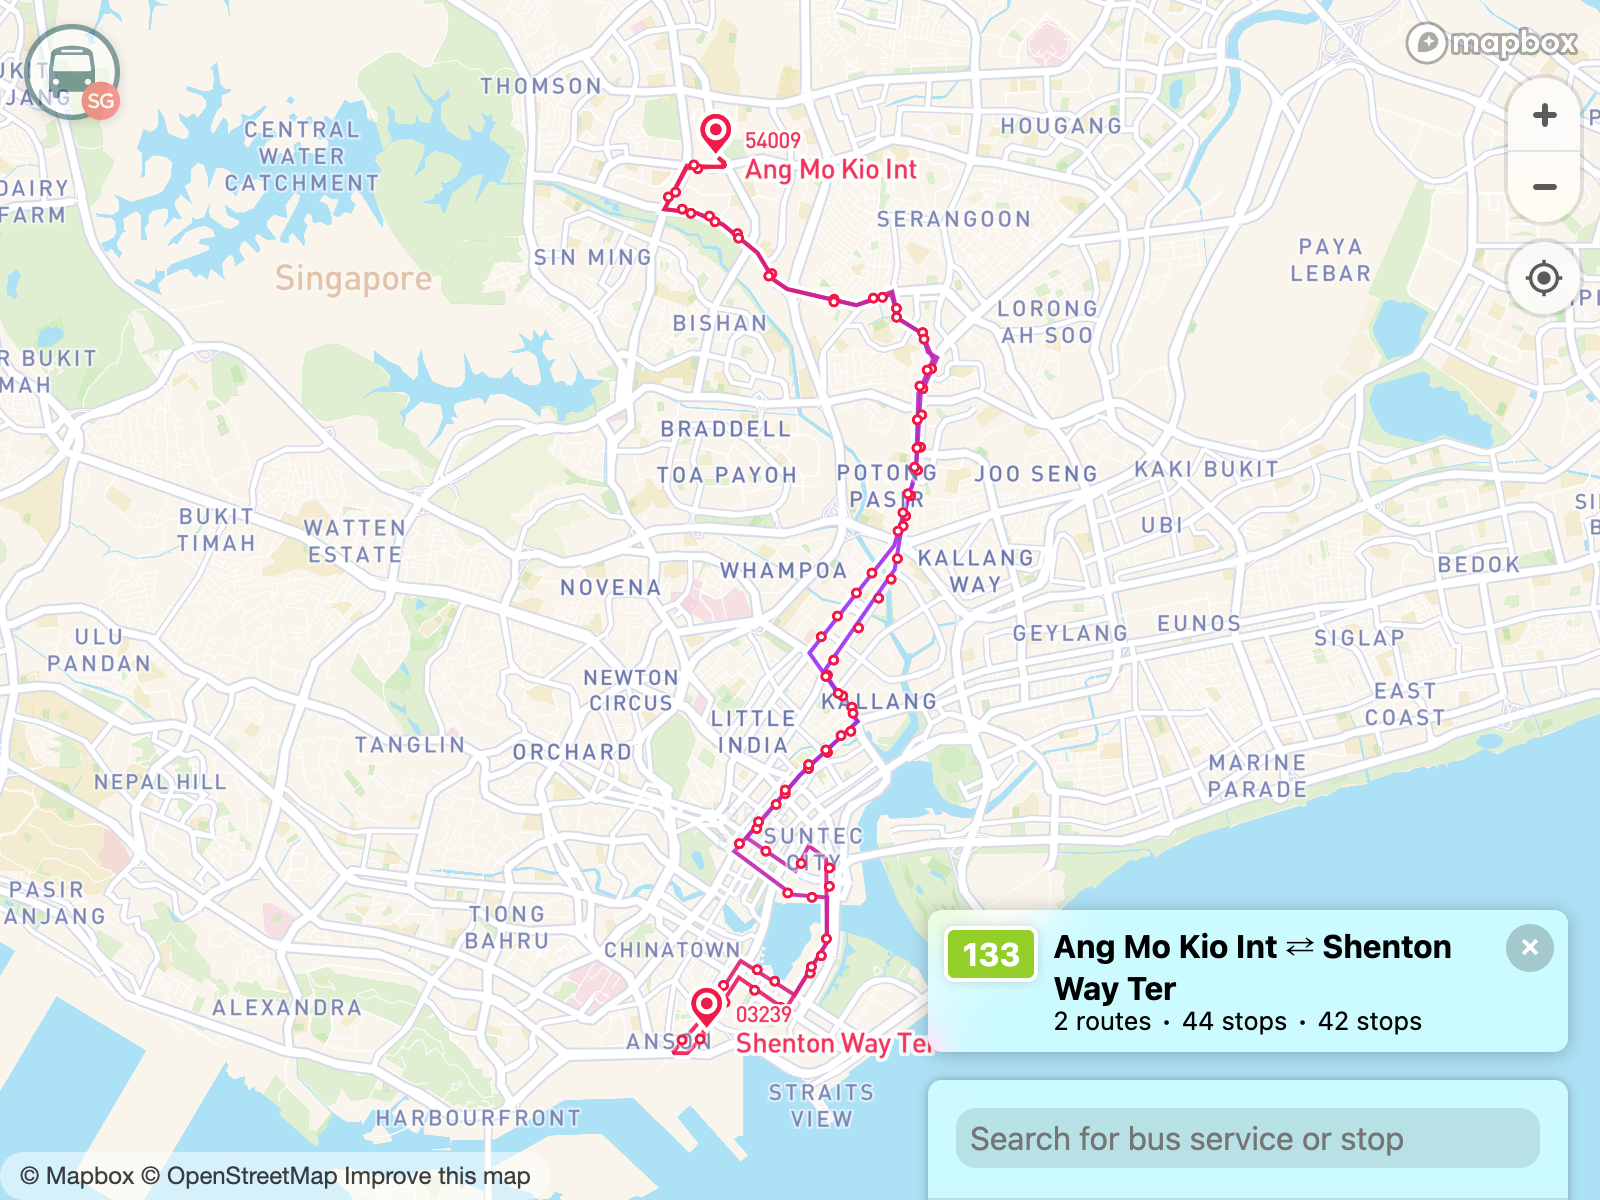 SG
mapbox
THOMSON
HOUGANG
CENTRAL
WATER
CATCHMENT
54009
Ang Mo Kio Int
DAIRY
FARM
SERANGOON
SIN MING
PAYA
LEBAR
Singapore
LORONG
AH SOO
BISHAN
BUKIT
MAH
BRADDELL
TOA PAYOH
POTONG
PASIR
JOO SENG
KAKI BUKIT
BUKIT
TIMAH
WATTEN
ESTATE
UBI
WHAMPOA
KALLANG
WAY
BEDOK
NOVENA
ULU
PANDAN
GEYLANG
EUNOS
SIGLAP
NEWTON
CIRCUS
KALLANG
EAST
COAST
LITTLE
INDIA
TANGLIN
ORCHARD
NEPAL HILL
MARINE
PARADE
SUNTEC
CITY
PASIR
ANJANG
TIONG
BAHRU
CHINATOWN
ALEXANDRA
ANSON
03239
Shenton Way Ter
STRAITS
VIEW
HARBOURFRONT
133
Ang Mo Kio Int ⇄ Shenton
Way Ter
2 routes · 44 stops · 42 stops
Search for bus service or stop
© Mapbox © OpenStreetMap Improve this map